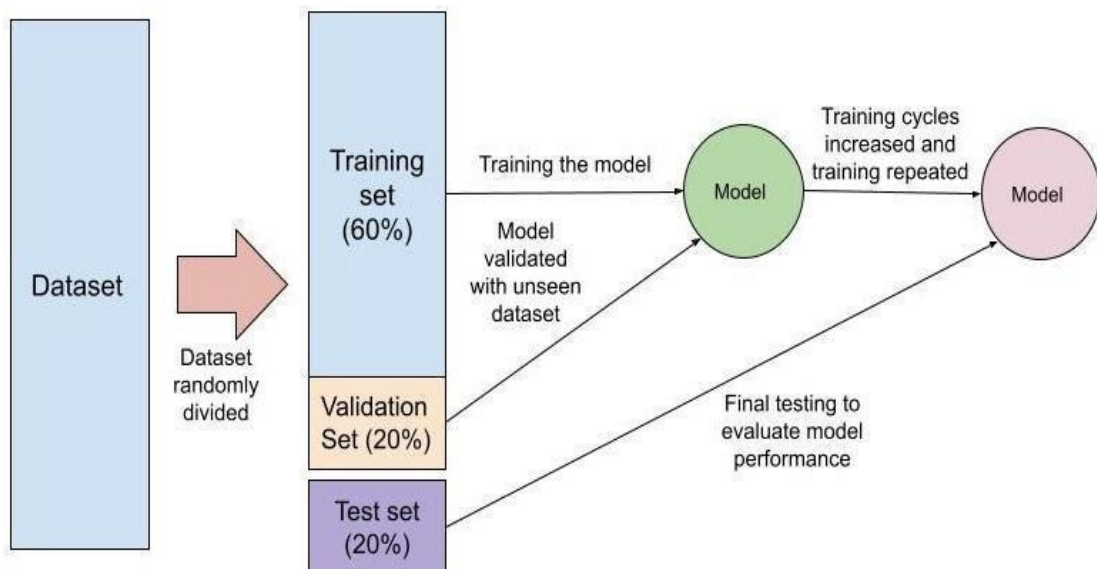 Dataset
Dataset
randomly
divided
Training
set
(60%)
Validation
Set (20%)
Test set
(20%)
Training the model
Model
validated
with unseen
dataset
Model
Training cycles
increased and
training repeated
Model
Final testing to
evaluate model
performance